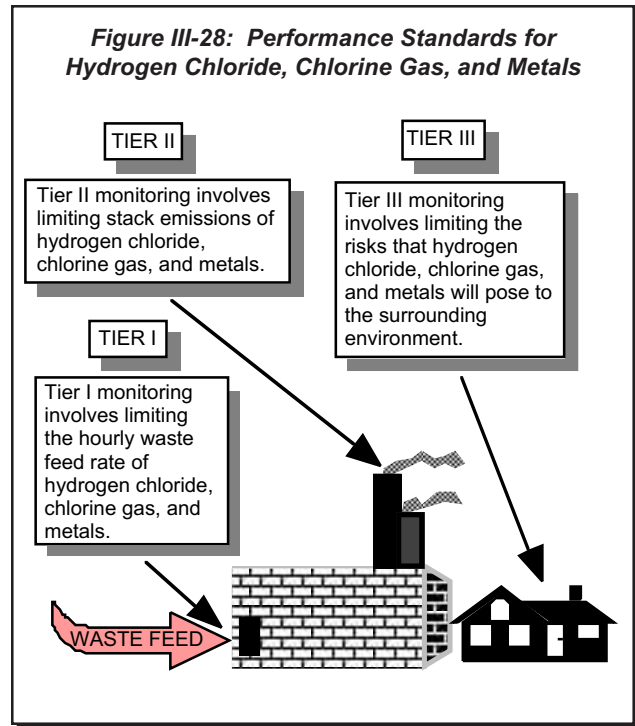 Figure III-28: Performance Standards for
Hydrogen Chloride, Chlorine Gas, and Metals
TIER II
Tier II monitoring involves
limiting stack emissions of
hydrogen chloride,
chlorine gas, and metals.
TIER III
Tier III monitoring
involves limiting the
risks that hydrogen
chloride, chlorine gas,
and metals will pose to
the surrounding
environment.
TIER I
Tier I monitoring
involves limiting
the hourly waste
feed rate of
hydrogen chloride,
chlorine gas, and
metals.
WASTE FEED